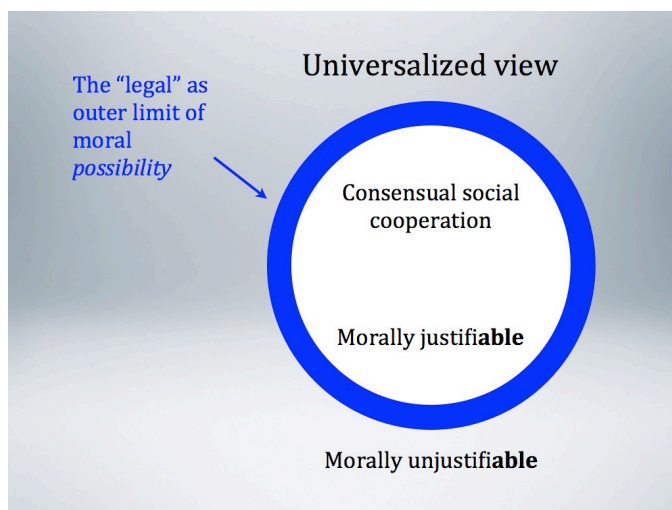 Universalized view
The “legal” as
outer limit of
moral
possibility
Consensual social
cooperation
Morally justifiable
Morally unjustifiable